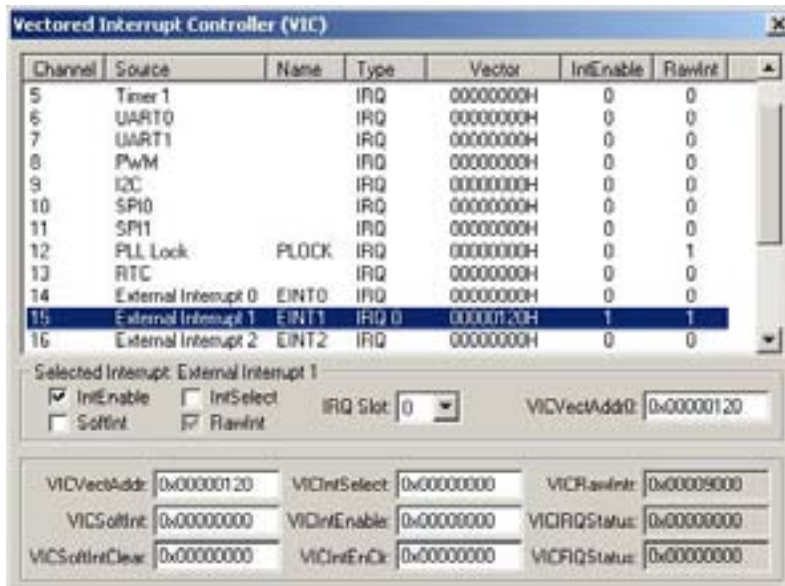 Vectored Interrupt Controller (VIC)
Channel Source Name Type Vector IntEnable RawInt
5 Timer 1 IRQ 00000000H 0 0
6 UART0 IRQ 00000000H 0 0
7 UART1 IRQ 00000000H 0 0
8 PWM IRQ 00000000H 0 0
9 I2C IRQ 00000000H 0 0
10 SPI0 IRQ 00000000H 0 0
11 SPI1 IRQ 00000000H 0 0
12 PLL Lock PLOCK IRQ 00000000H 0 1
13 RTC IRQ 00000000H 0 0
14 External Interrupt 0 EINT0 IRQ 00000000H 0 0
15 External Interrupt 1 EINT1 IRQ 0 00000120H 1 1
16 External Interrupt 2 EINT2 IRQ 00000000H 0 0
Selected Interrupt: External Interrupt 1
IntEnable IntSelect IRQ Slot: 0 VICVectAddr0: 0x00000120
SoftInt RawInt
VICVectAddr: 0x00000120 VICIntSelect: 0x00000000 VICRawIntr: 0x00009000
VICSoftInt: 0x00000000 VICIntEnable: 0x00000000 VICIRQStatus: 0x00000000
VICSoftIntClear: 0x00000000 VICIntEnClr: 0x00000000 VICFIQStatus: 0x00000000